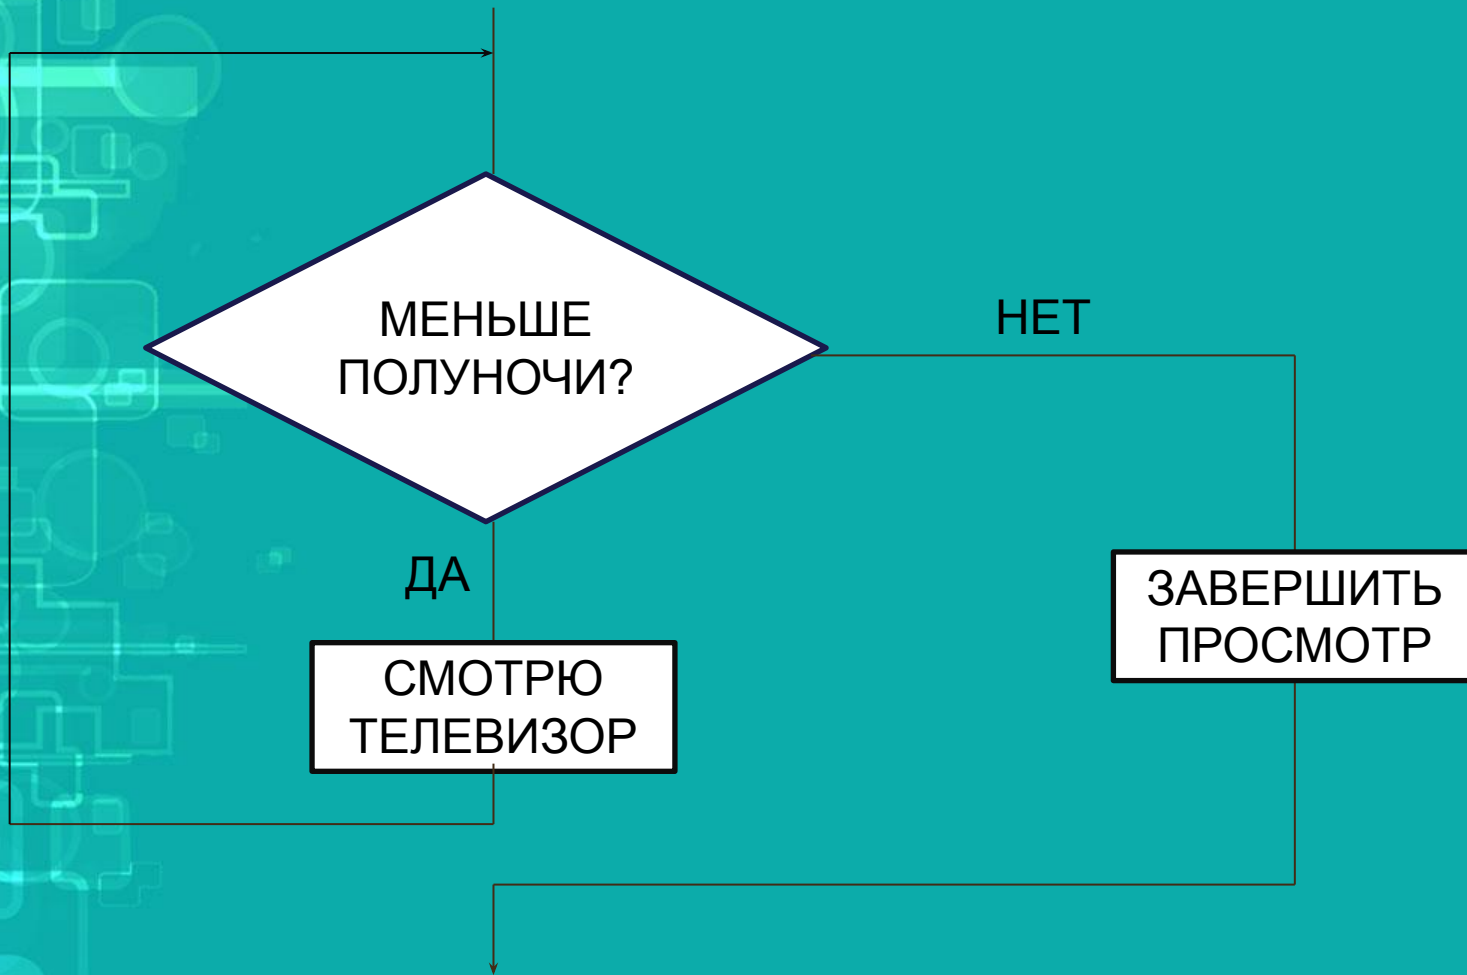 МЕНЬШЕ
ПОЛУНОЧИ?
НЕТ
ДА
ЗАВЕРШИТЬ
ПРОСМОТР
СМОТРЮ
ТЕЛЕВИЗОР